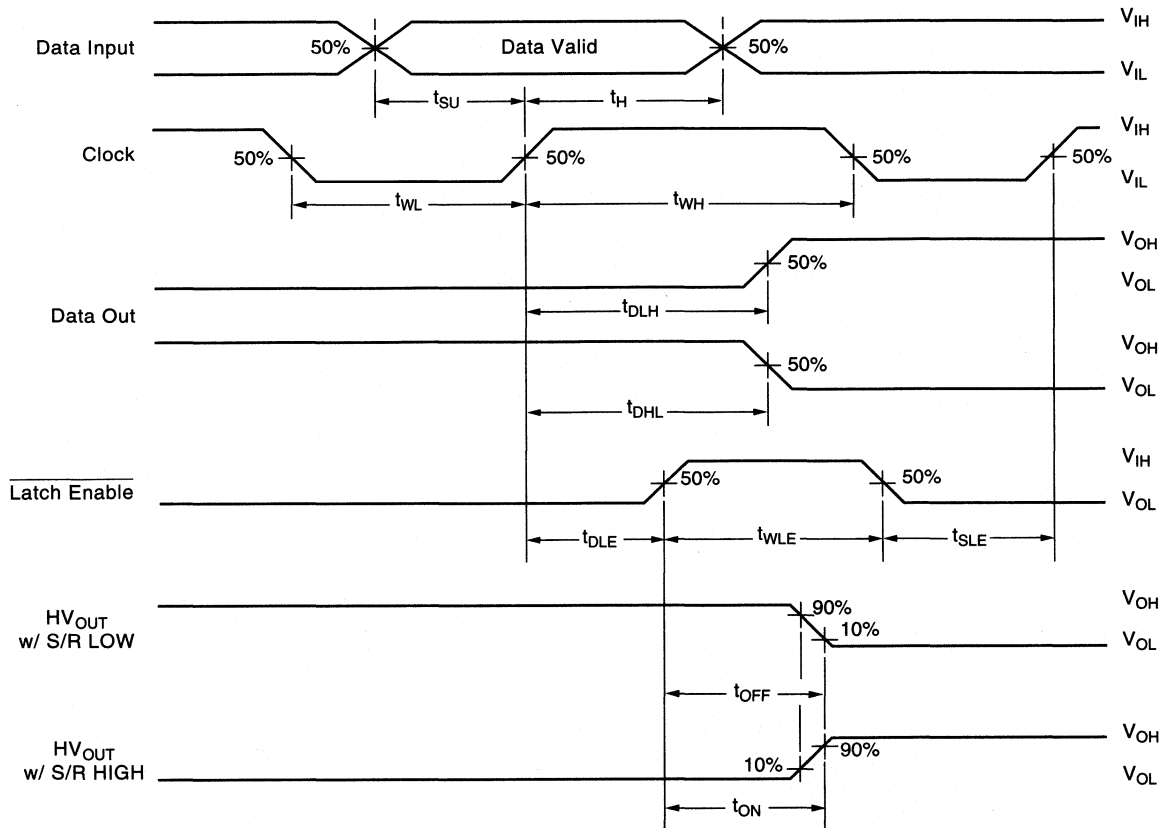 V_IH
Data Input 50% Data Valid 50%
V_IL
t_SU t_H
V_IH
Clock 50% 50% 50% 50%
V_IL
t_WL t_WH
V_OH
50%
V_OL
t_DLH
Data Out
V_OH
50%
V_OL
t_DHL
V_IH
Latch Enable 50% 50%
V_OL
t_DLE t_WLE t_SLE
HV_OUT 90% V_OH
w/ S/R LOW 10% V_OL
t_OFF
HV_OUT 90% V_OH
w/ S/R HIGH 10% V_OL
t_ON